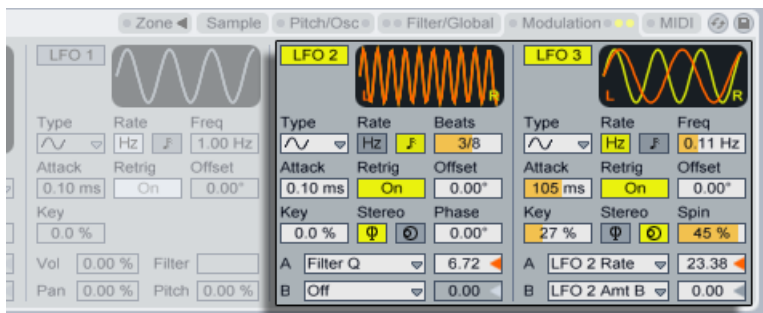 Zone Sample Pitch/Osc Filter/Global Modulation MIDI
LFO 1
Type Rate Freq
Hz 1.00 Hz
Attack Retrig Offset
0.10 ms On 0.00°
Key
0.0 %
Vol 0.00 % Filter
Pan 0.00 % Pitch 0.00 %
LFO 2
L R
Type Rate Beats
Hz 3/8
Attack Retrig Offset
0.10 ms On 0.00°
Key Stereo Phase
0.0 % Φ 0.00°
A Filter Q 6.72
B Off 0.00
LFO 3
L R
Type Rate Freq
Hz 0.11 Hz
Attack Retrig Offset
105 ms On 0.00°
Key Stereo Spin
27 % Φ 45 %
A LFO 2 Rate 23.38
B LFO 2 Amt B 0.00